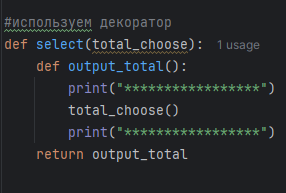 #используем декоратор
def select(total_choose): 1 usage
    def output_total():
        print("*****************")
        total_choose()
        print("*****************")
    return output_total